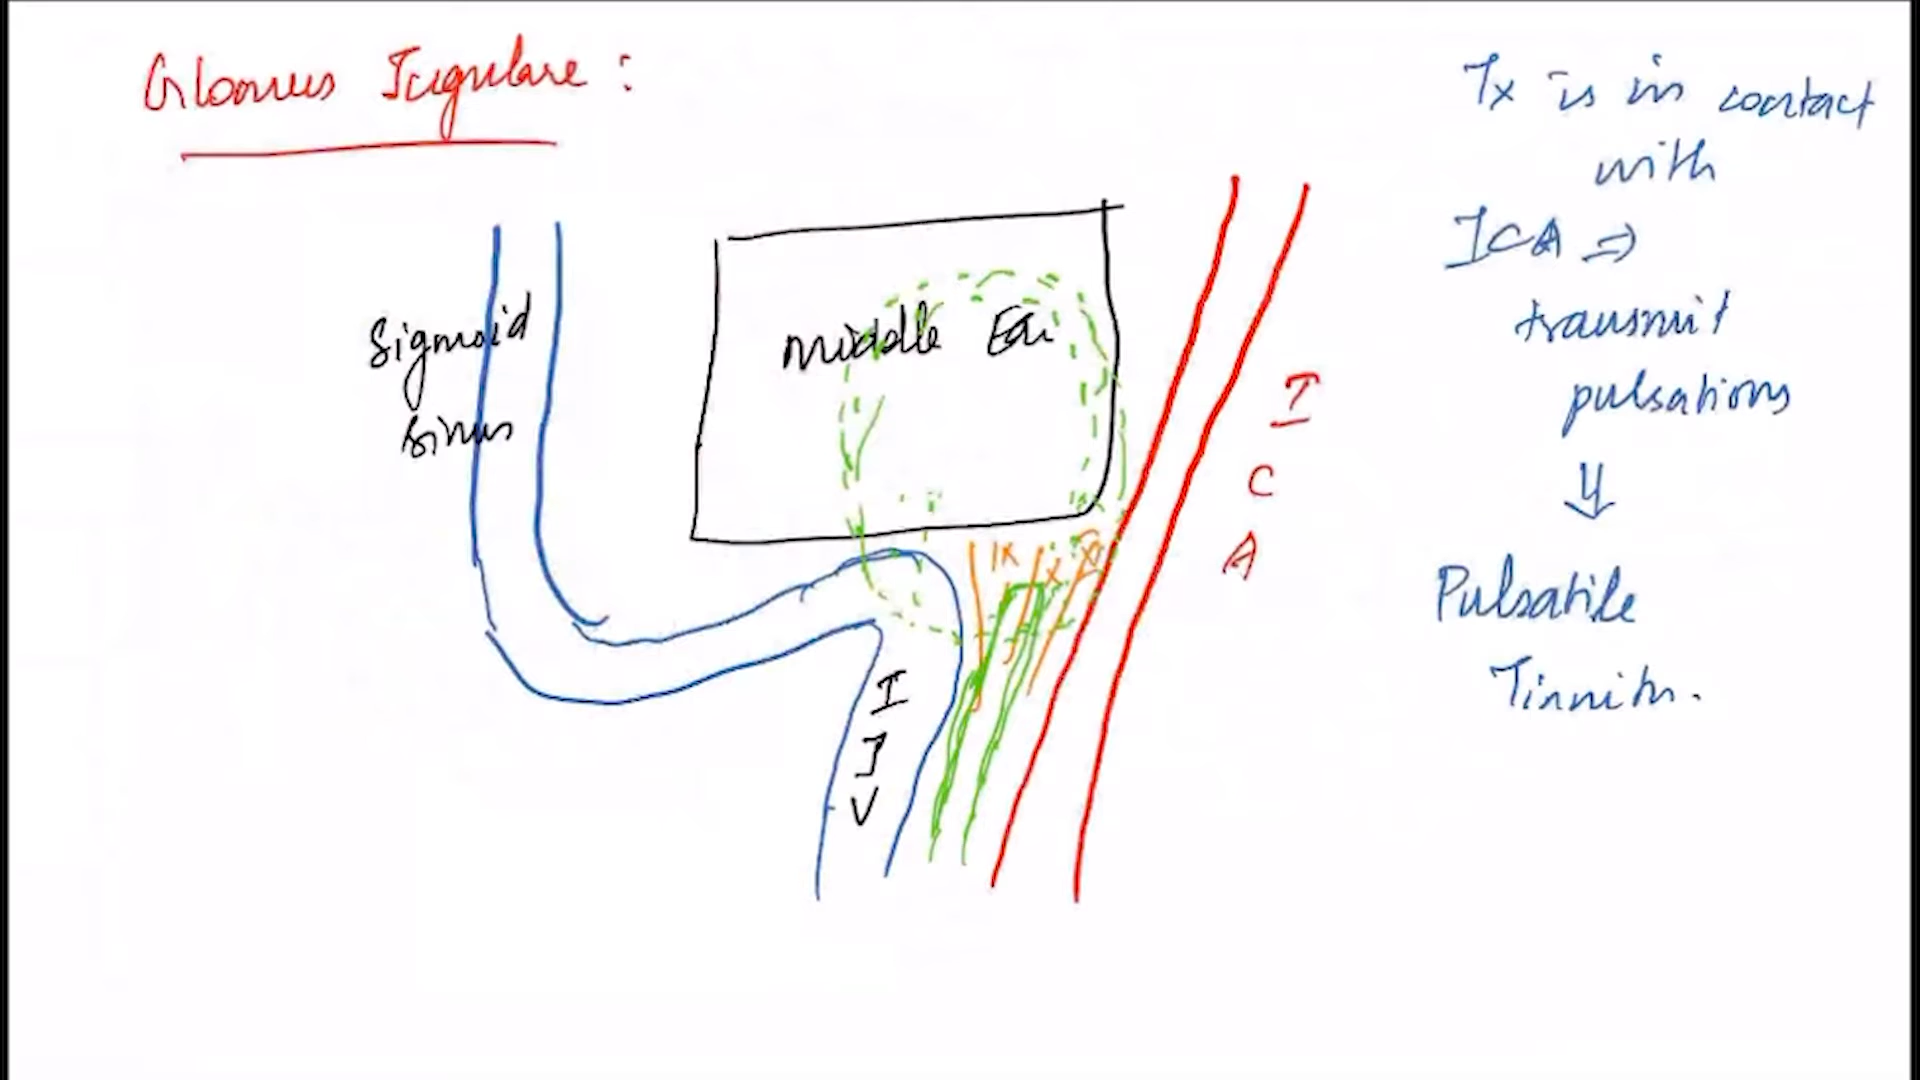 Glomus Jugulare :
Tx is in contact
with
ICA ⇒
transmit
pulsations
⇓
Pulsatile
Tinnitus.
Sigmoid
sinus
Middle Ear
I
C
A
IX X XI
I
J
V